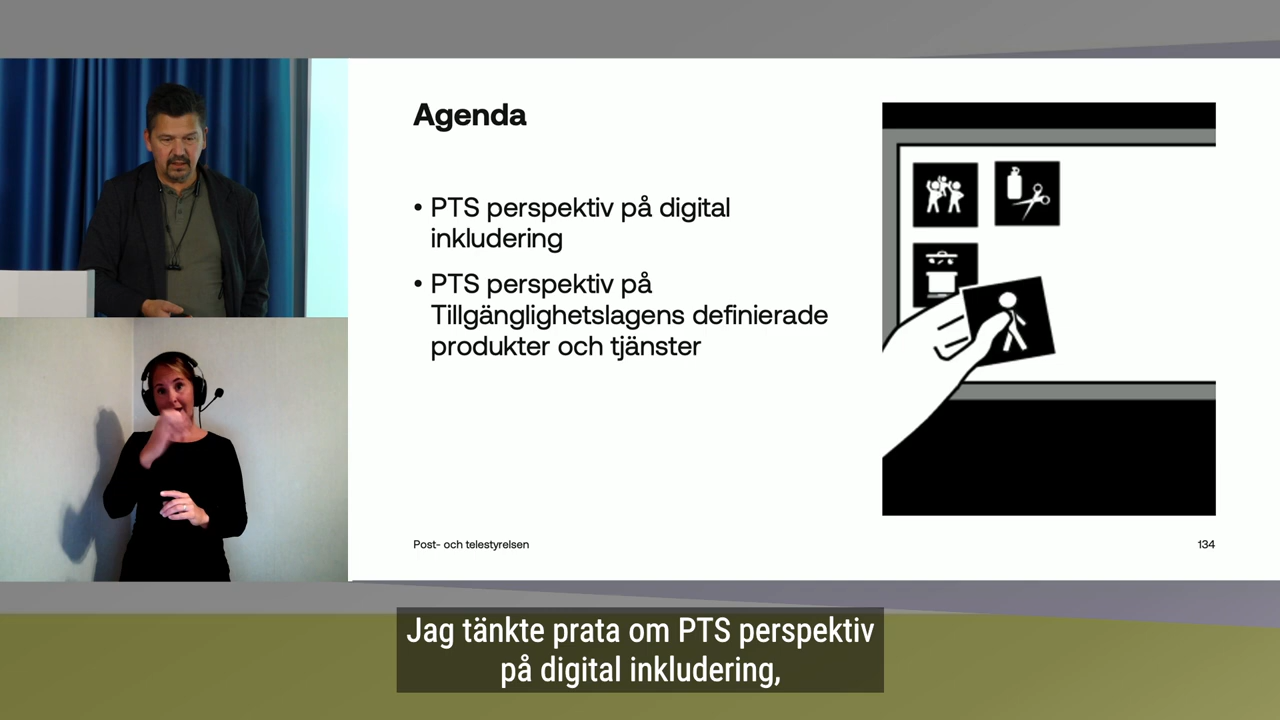 Agenda
• PTS perspektiv på digital
inkludering
• PTS perspektiv på
Tillgänglighetslagens definierade
produkter och tjänster
Post- och telestyrelsen
134
Jag tänkte prata om PTS perspektiv
på digital inkludering,